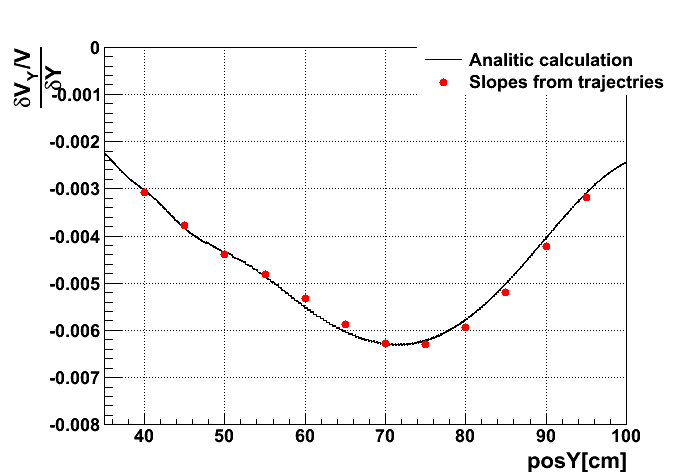 δV_Y/V
δY
0
-0.001
-0.002
-0.003
-0.004
-0.005
-0.006
-0.007
-0.008
Analitic calculation
Slopes from trajectries
40 50 60 70 80 90 100
posY[cm]